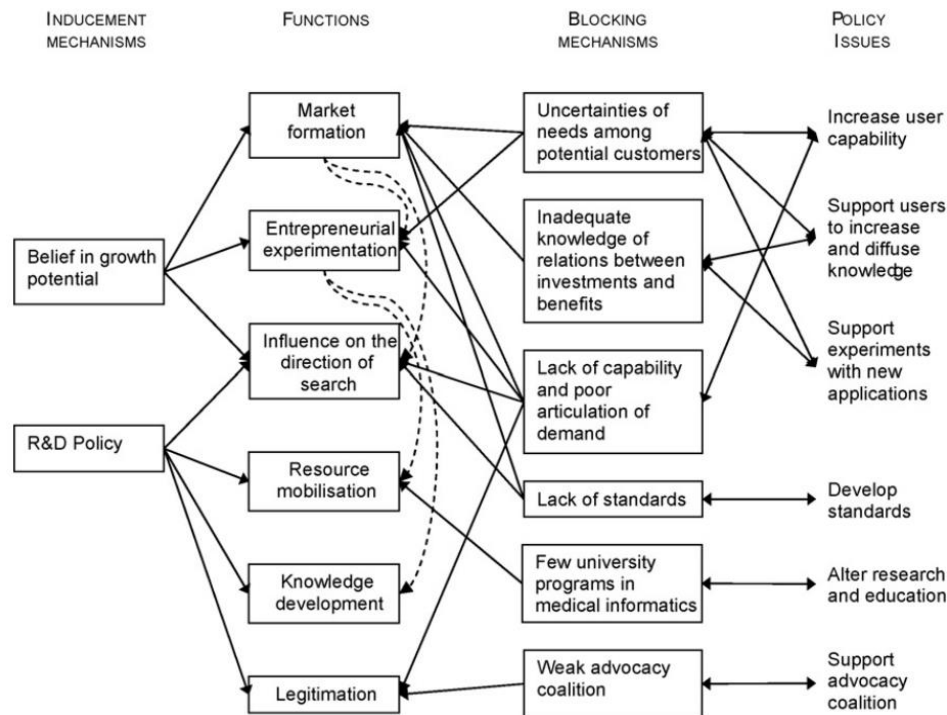 INDUCEMENT
MECHANISMS
FUNCTIONS
BLOCKING
MECHANISMS
POLICY
ISSUES
Belief in growth
potential
R&D Policy
Market
formation
Entrepreneurial
experimentation
Influence on the
direction of
search
Resource
mobilisation
Knowledge
development
Legitimation
Uncertainties of
needs among
potential customers
Inadequate
knowledge of
relations between
investments and
benefits
Lack of capability
and poor
articulation of
demand
Lack of standards
Few university
programs in
medical informatics
Weak advocacy
coalition
Increase user
capability
Support users
to increase
and diffuse
knowledge
Support
experiments
with new
applications
Develop
standards
Alter research
and education
Support
advocacy
coalition